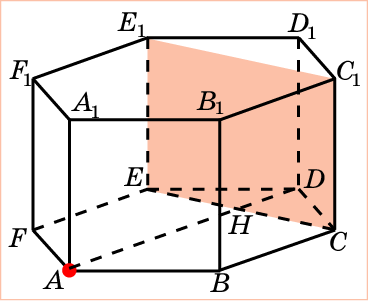 E₁ D₁
F₁ C₁
A₁ B₁
E D
F H C
A B